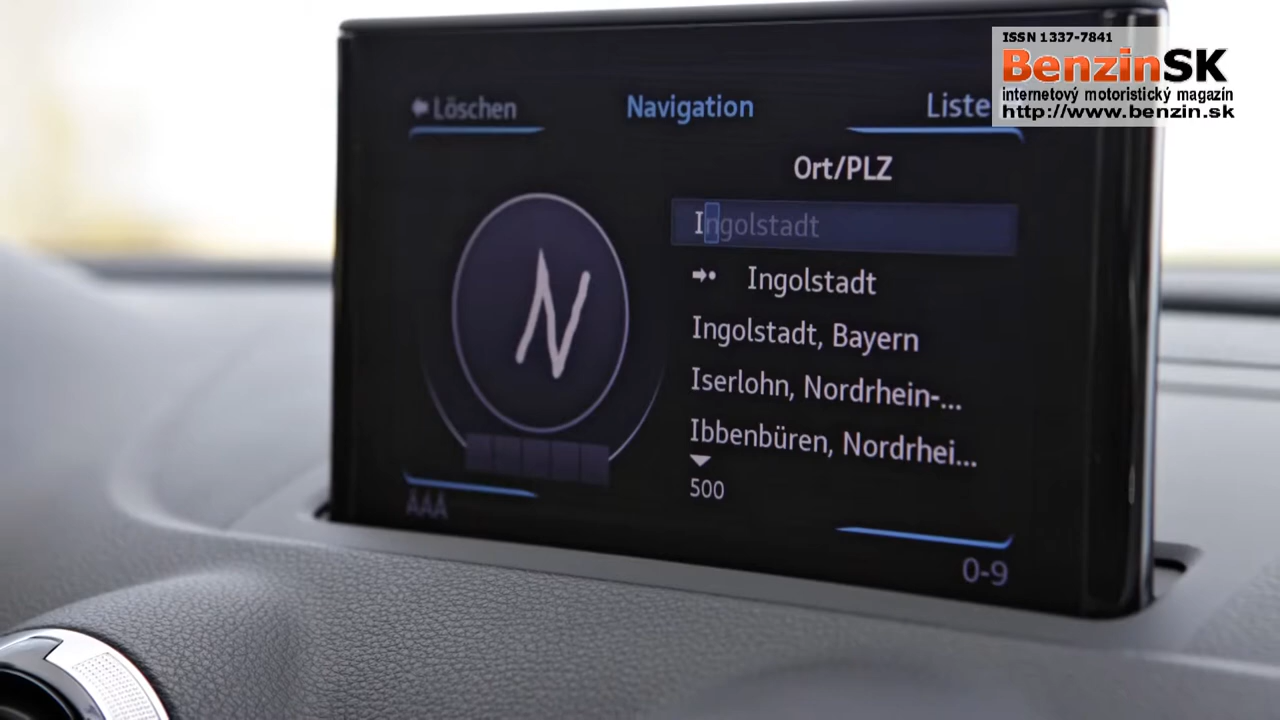 ISSN 1337-7841
BenzinSK
internetový motoristický magazín
http://www.benzin.sk
Löschen
Navigation
Liste
Ort/PLZ
Ingolstadt
Ingolstadt
Ingolstadt, Bayern
Iserlohn, Nordrhein-...
Ibbenbüren, Nordrhei...
500
N
AAA
0-9